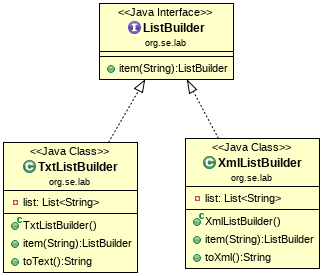 <<Java Interface>>
ListBuilder
org.se.lab
item(String):ListBuilder
<<Java Class>>
TxtListBuilder
org.se.lab
list: List<String>
TxtListBuilder()
item(String):ListBuilder
toText():String
<<Java Class>>
XmlListBuilder
org.se.lab
list: List<String>
XmlListBuilder()
item(String):ListBuilder
toXml():String